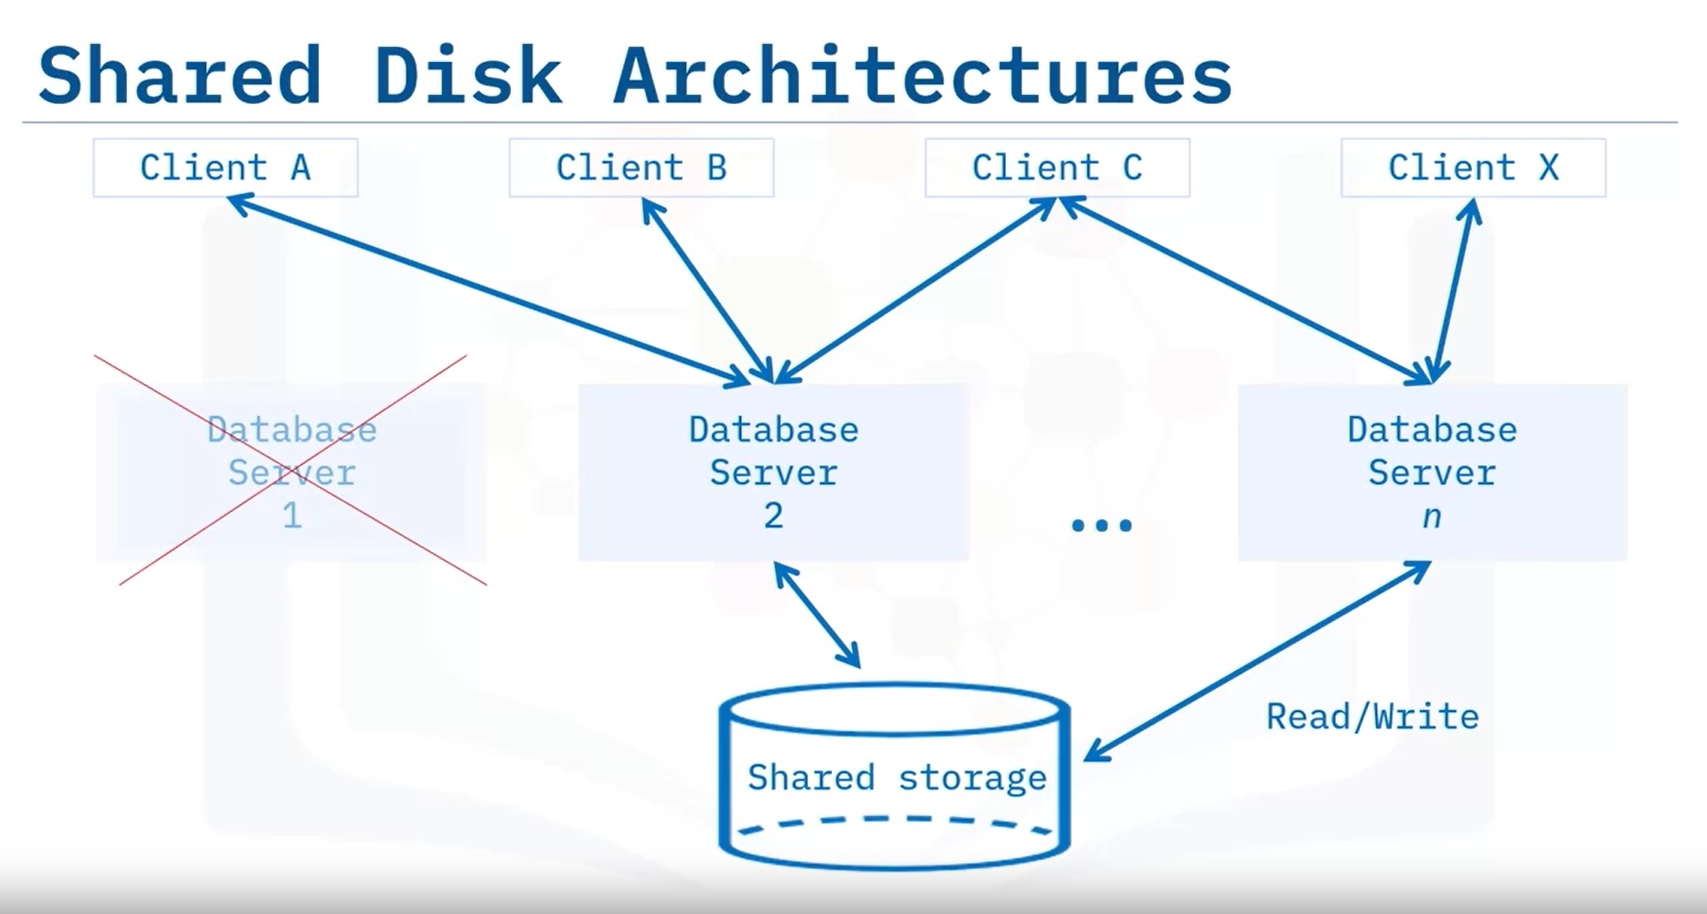 Shared Disk Architectures
Client A
Client B
Client C
Client X
Database
Server
1
Database
Server
2
...
Database
Server
n
Read/Write
Shared storage